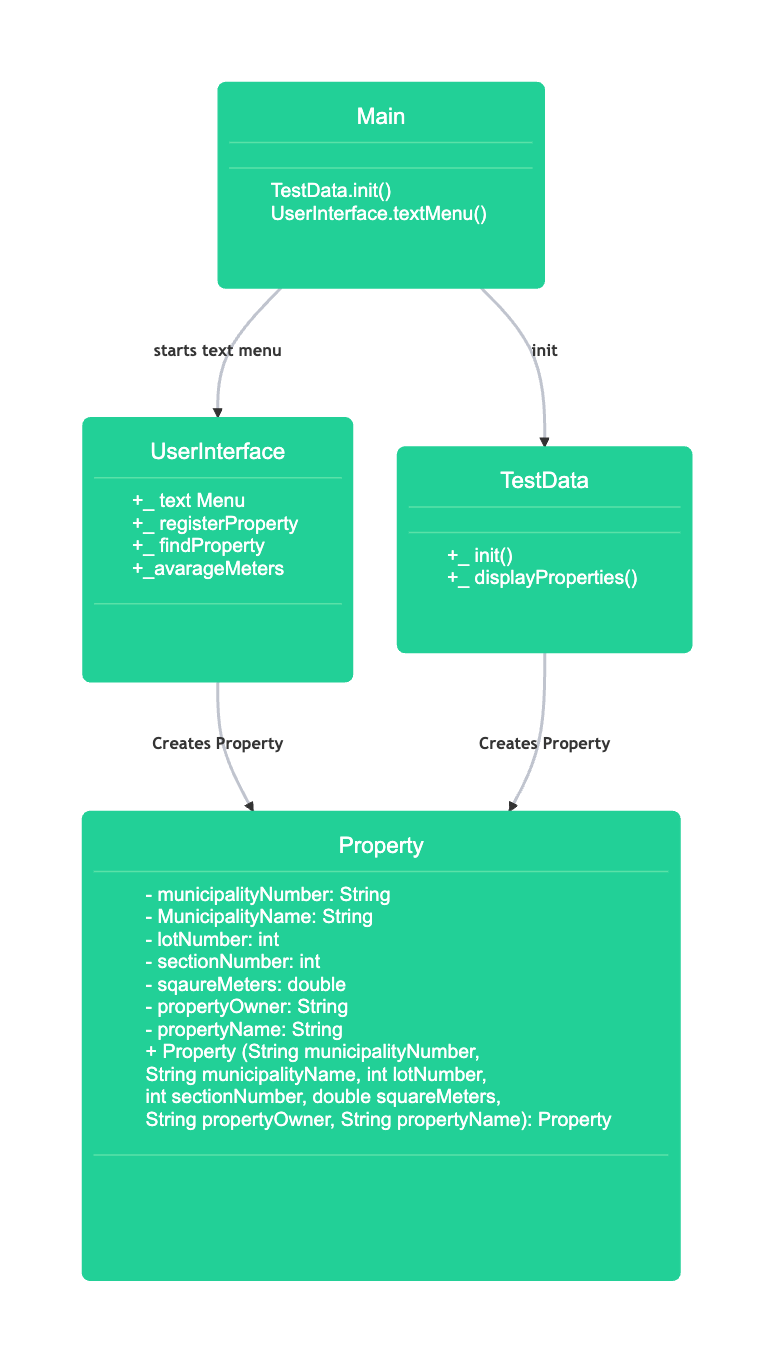 Main
TestData.init()
UserInterface.textMenu()
starts text menu
init
UserInterface
+_ text Menu
+_ registerProperty
+_ findProperty
+_avarageMeters
TestData
+_ init()
+_ displayProperties()
Creates Property
Creates Property
Property
- municipalityNumber: String
- MunicipalityName: String
- lotNumber: int
- sectionNumber: int
- sqaureMeters: double
- propertyOwner: String
- propertyName: String
+ Property (String municipalityNumber,
String municipalityName, int lotNumber,
int sectionNumber, double squareMeters,
String propertyOwner, String propertyName): Property